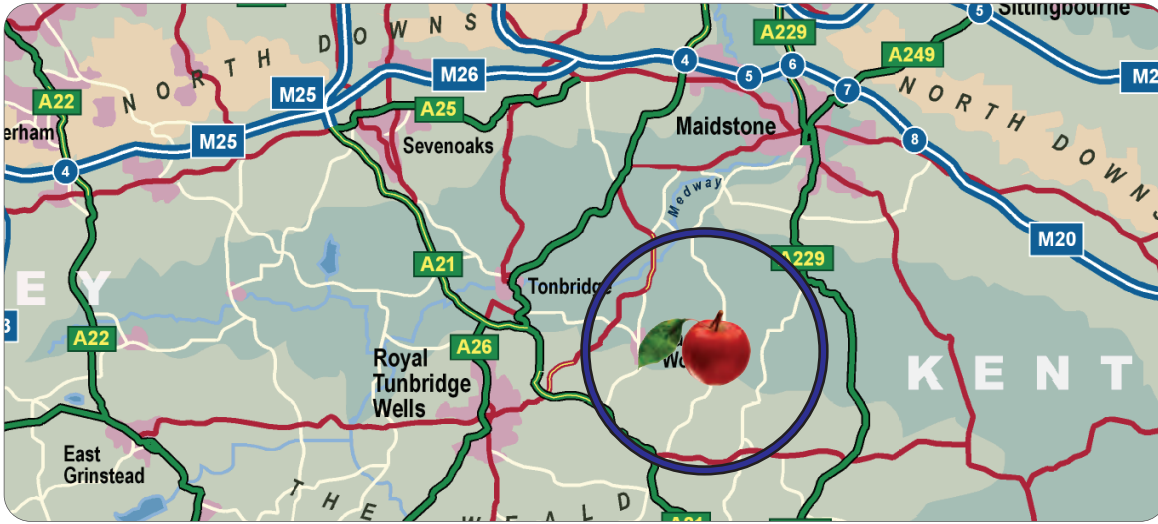 A229
5
Sittingbourne
A249
NORTH DOWNS
4
M26
5
6
M2
A22
M25
7
A25
NORTH DOWNS
erham
M25
Sevenoaks
Maidstone
8
4
Medway
M20
A21
A229
EY
Tonbridge
3
A22
A26
Royal
Tunbridge
Wells
KENT
East
Grinstead
THE WEALD
A21